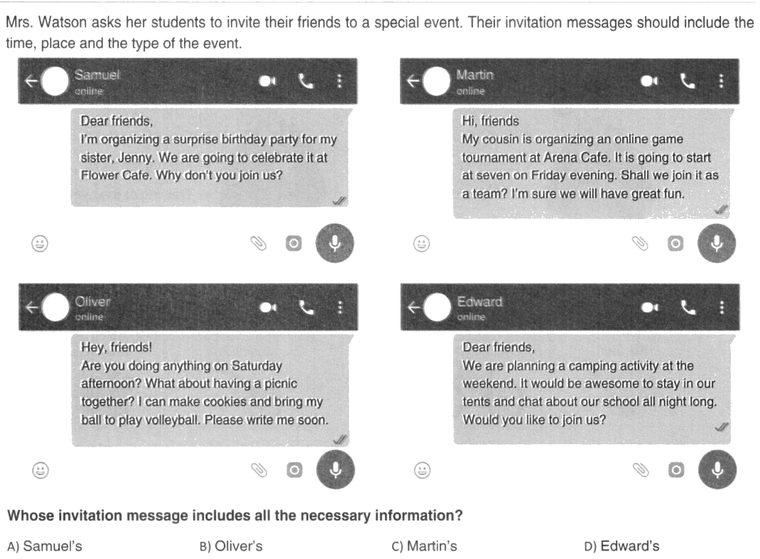 Mrs. Watson asks her students to invite their friends to a special event. Their invitation messages should include the
time, place and the type of the event.
Samuel
online
Dear friends,
I'm organizing a surprise birthday party for my
sister, Jenny. We are going to celebrate it at
Flower Cafe. Why don't you join us?
Martin
online
Hi, friends
My cousin is organizing an online game
tournament at Arena Cafe. It is going to start
at seven on Friday evening. Shall we join it as
a team? I'm sure we will have great fun.
Oliver
online
Hey, friends!
Are you doing anything on Saturday
afternoon? What about having a picnic
together? I can make cookies and bring my
ball to play volleyball. Please write me soon.
Edward
online
Dear friends,
We are planning a camping activity at the
weekend. It would be awesome to stay in our
tents and chat about our school all night long.
Would you like to join us?
Whose invitation message includes all the necessary information?
A) Samuel's B) Oliver's C) Martin's D) Edward's